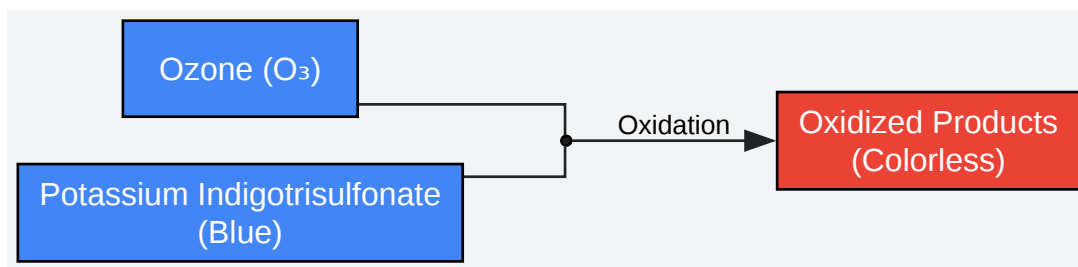 Ozone (O₃)
Potassium Indigotrisulfonate
(Blue)
Oxidation
Oxidized Products
(Colorless)